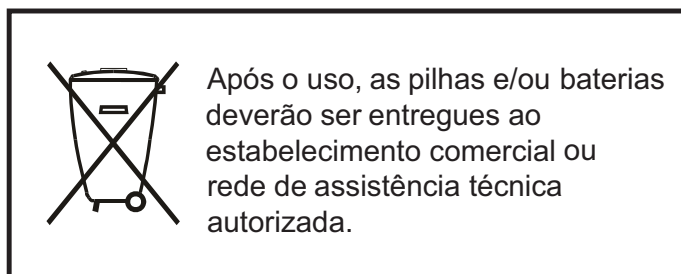 Após o uso, as pilhas e/ou baterias
deverão ser entregues ao
estabelecimento comercial ou
rede de assistência técnica
autorizada.